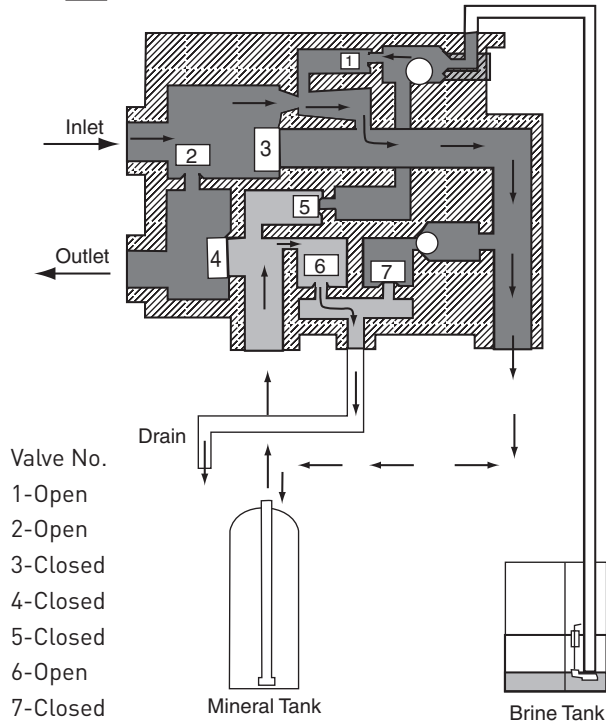 1
Inlet
2
3
5
Outlet
4
6
7
Drain
Valve No.
1-Open
2-Open
3-Closed
4-Closed
5-Closed
6-Open
7-Closed
Mineral Tank
Brine Tank